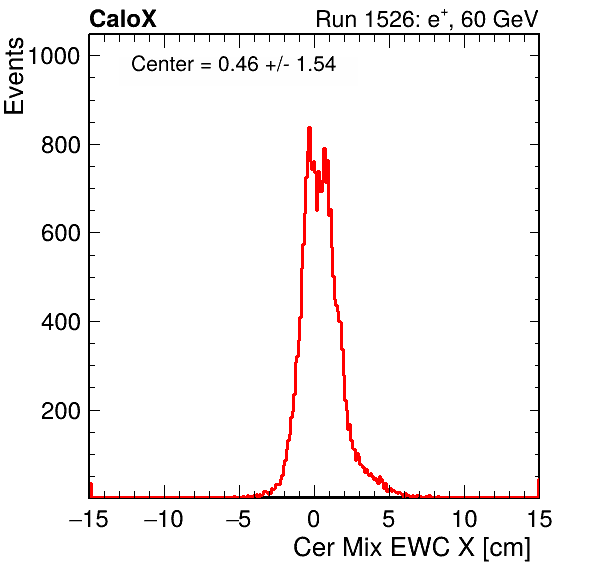 CaloX Run 1526: e⁺, 60 GeV
Center = 0.46 +/- 1.54
Events
1000
800
600
400
200
−15 −10 −5 0 5 10 15
Cer Mix EWC X [cm]